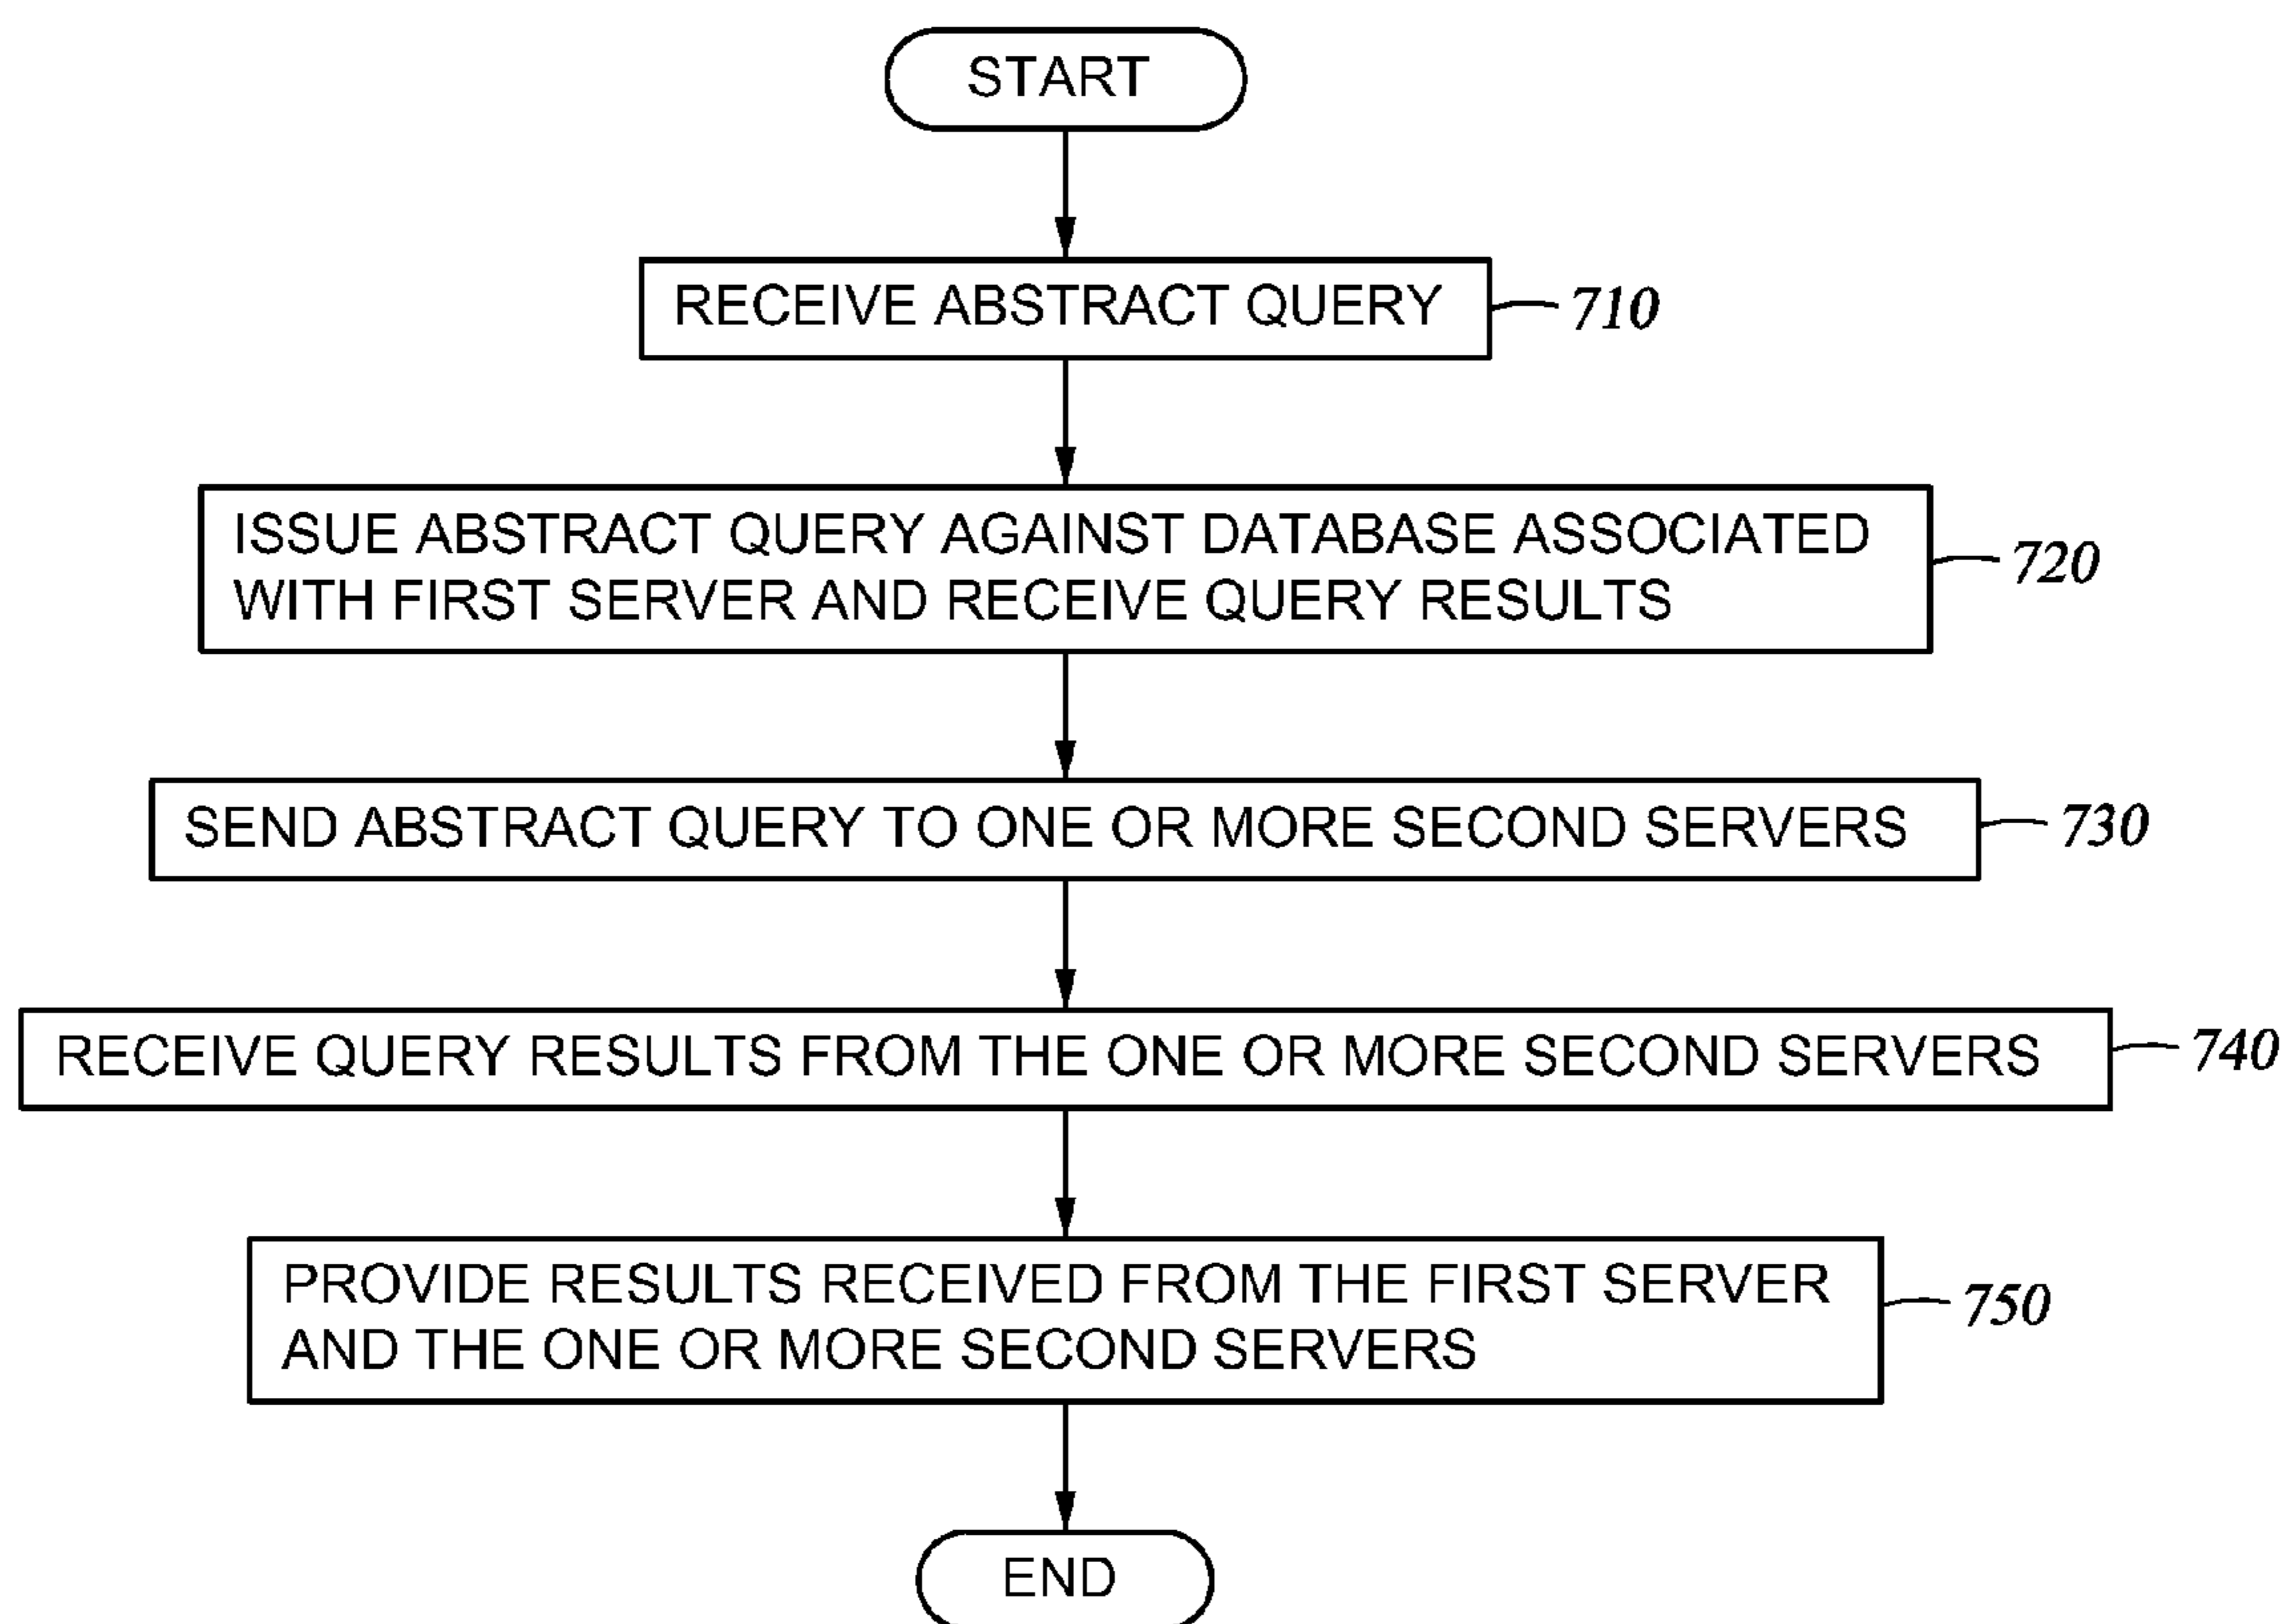 START
RECEIVE ABSTRACT QUERY
710
ISSUE ABSTRACT QUERY AGAINST DATABASE ASSOCIATED
WITH FIRST SERVER AND RECEIVE QUERY RESULTS
720
SEND ABSTRACT QUERY TO ONE OR MORE SECOND SERVERS
730
RECEIVE QUERY RESULTS FROM THE ONE OR MORE SECOND SERVERS
740
PROVIDE RESULTS RECEIVED FROM THE FIRST SERVER
AND THE ONE OR MORE SECOND SERVERS
750
END